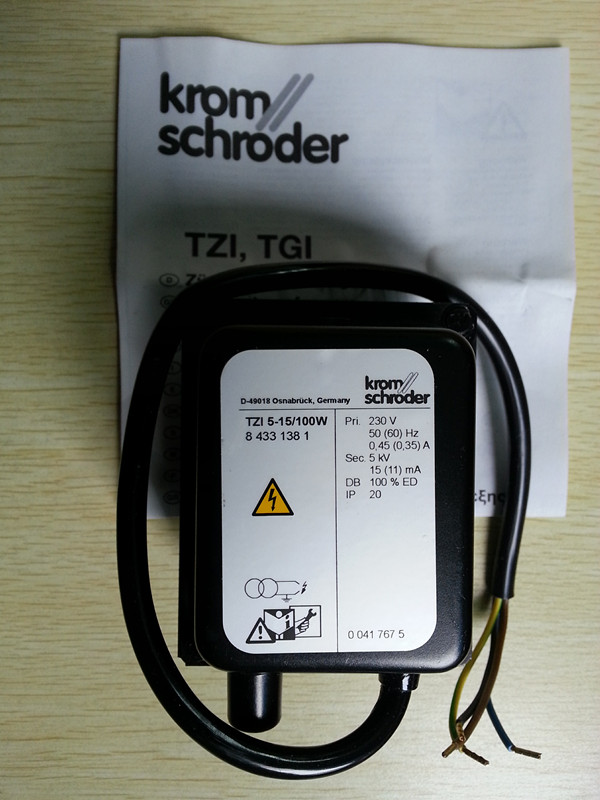 krom
schroder
TZI, TGI
D-49018 Osnabrück, Germany
krom
schroder
TZI 5-15/100W
8 433 138 1
Pri. 230 V
50 (60) Hz
0,45 (0,35) A
Sec. 5 kV
15 (11) mA
DB 100 % ED
IP 20
0 041 767 5